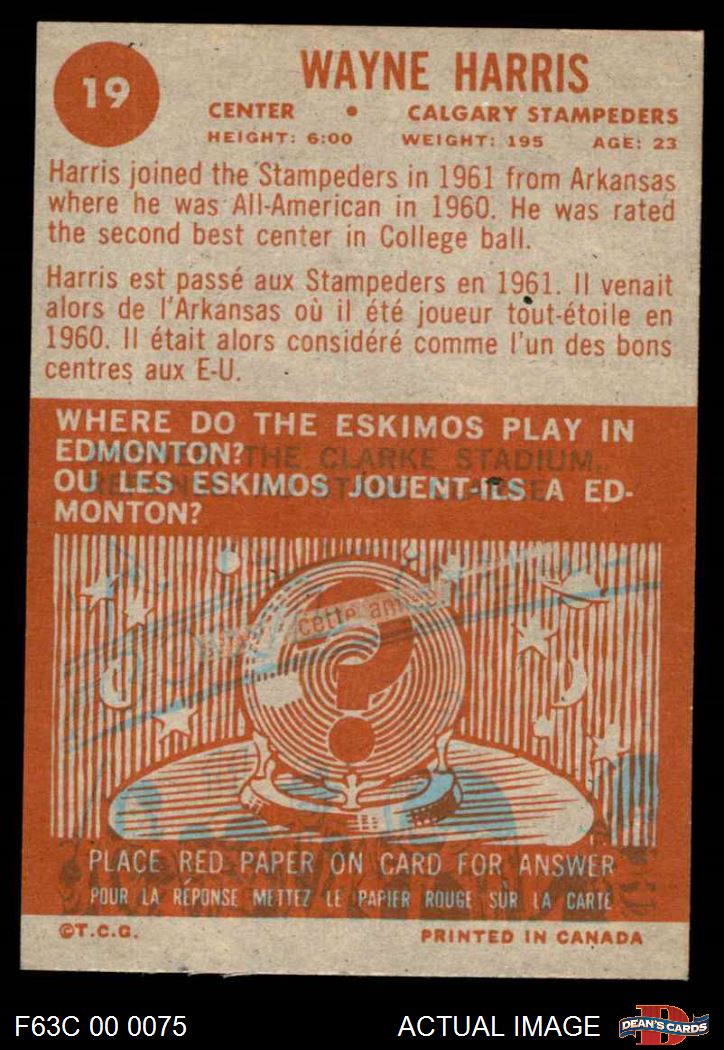 19
WAYNE HARRIS
CENTER • CALGARY STAMPEDERS
HEIGHT: 6:00 WEIGHT: 195 AGE: 23
Harris joined the Stampeders in 1961 from Arkansas
where he was All-American in 1960. He was rated
the second best center in College ball.
Harris est passé aux Stampeders en 1961. Il venait
alors de l'Arkansas où il été joueur tout-étoile en
1960. Il était alors considéré comme l'un des bons
centres aux E-U.
WHERE DO THE ESKIMOS PLAY IN
EDMONTON?
THE CLARKE STADIUM.
OU LES ESKIMOS JOUENT-ILS A ED-
MONTON?
cette année
?
PLACE RED PAPER ON CARD FOR ANSWER
POUR LA RÉPONSE METTEZ LE PAPIER ROUGE SUR LA CARTE
©T.C.G. PRINTED IN CANADA
F63C 00 0075 ACTUAL IMAGE DEAN'S CARDS